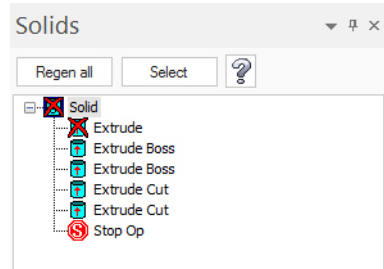 Solids
Regen all Select ?
Solid
Extrude
Extrude Boss
Extrude Boss
Extrude Cut
Extrude Cut
S Stop Op